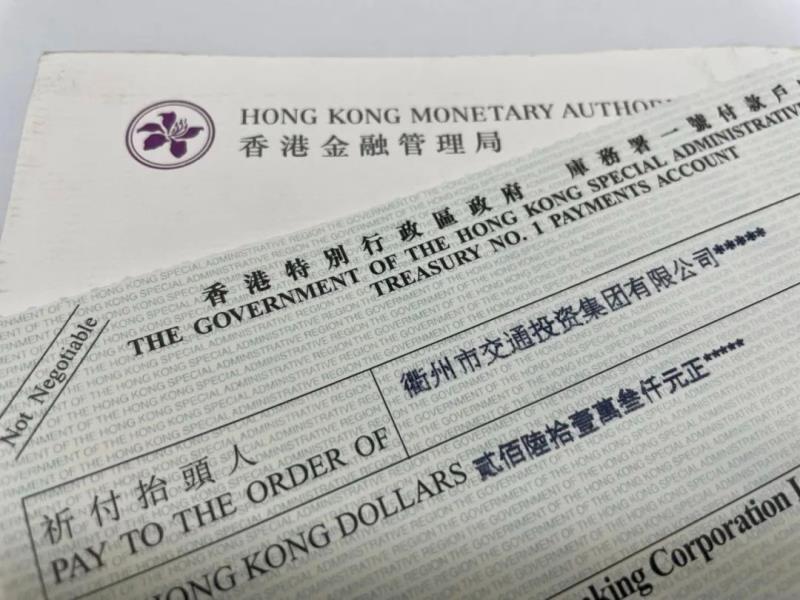 HONG KONG MONETARY
香港金融管理局
香港特別行政區政府 庫務署一號付款戶
THE GOVERNMENT OF THE HONG KONG SPECIAL ADMINISTRATIVE
TREASURY NO. 1 PAYMENTS ACCOUNT
Not Negotiable
祈付抬頭人
PAY TO THE ORDER OF
衢州市交通投资集团有限公司*****
HONG KONG DOLLARS 貳佰陸拾壹萬叁仟元正*****
Corporation